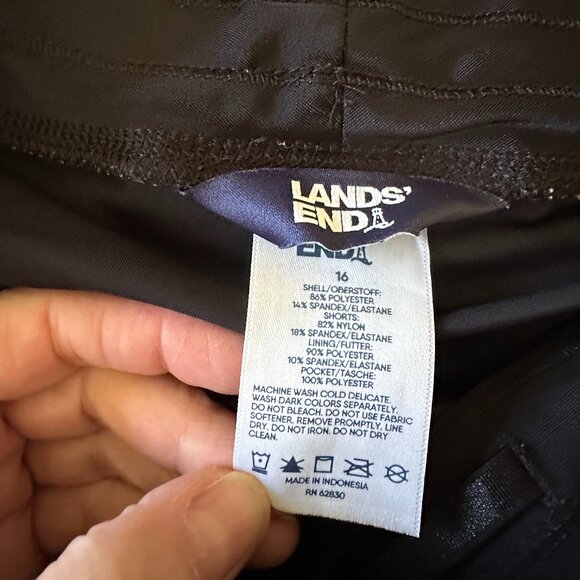 LANDS'
END
END
16
SHELL/OBERSTOFF:
86% POLYESTER
14% SPANDEX/ELASTANE
SHORTS:
82% NYLON
18% SPANDEX/ELASTANE
LINING/FUTTER:
90% POLYESTER
10% SPANDEX/ELASTANE
POCKET/TASCHE:
100% POLYESTER
MACHINE WASH COLD DELICATE.
WASH DARK COLORS SEPARATELY.
DO NOT BLEACH. DO NOT USE FABRIC
SOFTENER. REMOVE PROMPTLY. LINE
DRY. DO NOT IRON. DO NOT DRY
CLEAN.
MADE IN INDONESIA
RN 62830